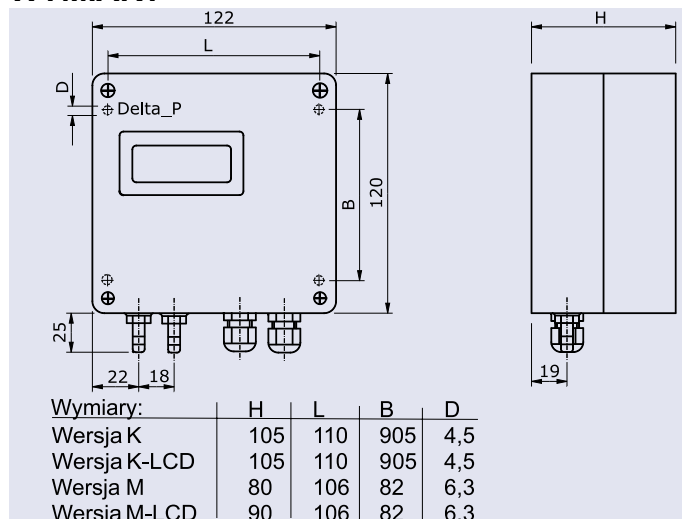 122
H
L
D
Delta_P
B
120
25
22
18
19
Wymiary: H L B D
Wersja K 105 110 905 4,5
Wersja K-LCD 105 110 905 4,5
Wersja M 80 106 82 6,3
Wersja M-LCD 90 106 82 6,3